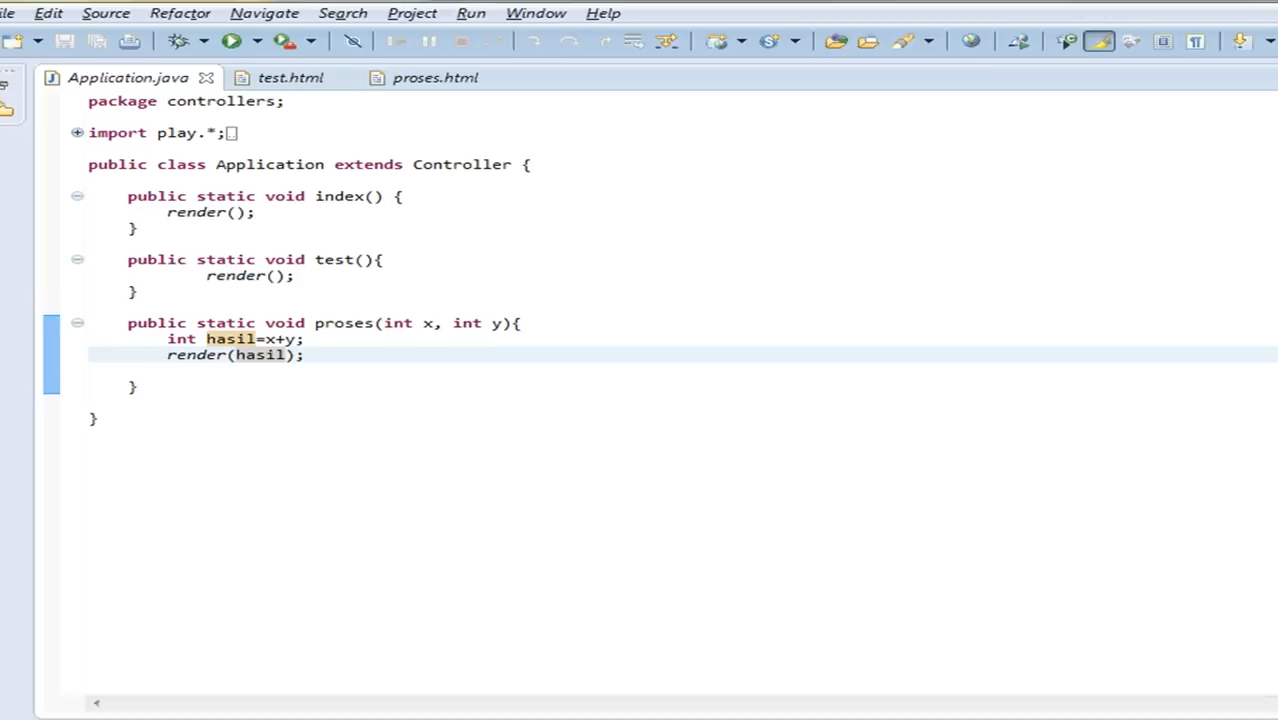 ile Edit Source Refactor Navigate Search Project Run Window Help
Application.java test.html proses.html
package controllers;
import play.*;
public class Application extends Controller {
public static void index() {
render();
}
public static void test(){
render();
}
public static void proses(int x, int y){
int hasil=x+y;
render(hasil);
}
}